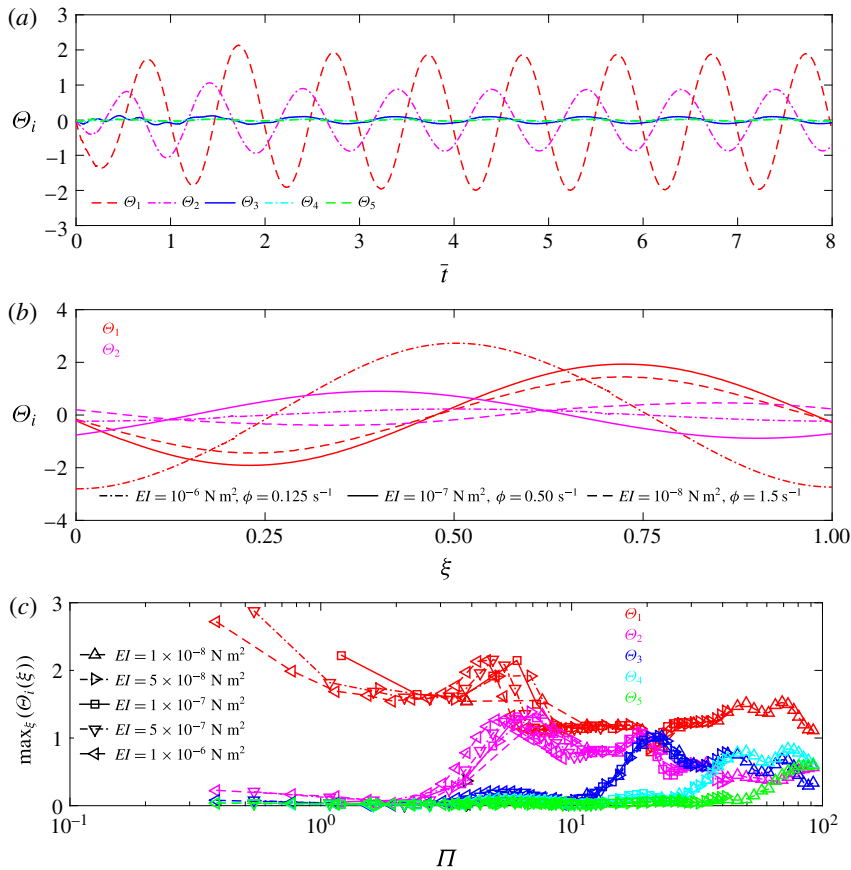 (a)
3
2
1
0
-1
-2
-3
Θi
Θ1 Θ2 Θ3 Θ4 Θ5
0 1 2 3 4 5 6 7 8
t̄
(b)
4
2
0
-2
-4
Θi
Θ1
Θ2
EI = 10⁻⁶ N m², ϕ = 0.125 s⁻¹ EI = 10⁻⁷ N m², ϕ = 0.50 s⁻¹ EI = 10⁻⁸ N m², ϕ = 1.5 s⁻¹
0 0.25 0.50 0.75 1.00
ξ
(c)
3
2
1
0
maxξ(Θi(ξ))
EI = 1 × 10⁻⁸ N m²
EI = 5 × 10⁻⁸ N m²
EI = 1 × 10⁻⁷ N m²
EI = 5 × 10⁻⁷ N m²
EI = 1 × 10⁻⁶ N m²
Θ1
Θ2
Θ3
Θ4
Θ5
10⁻¹ 10⁰ 10¹ 10²
Π